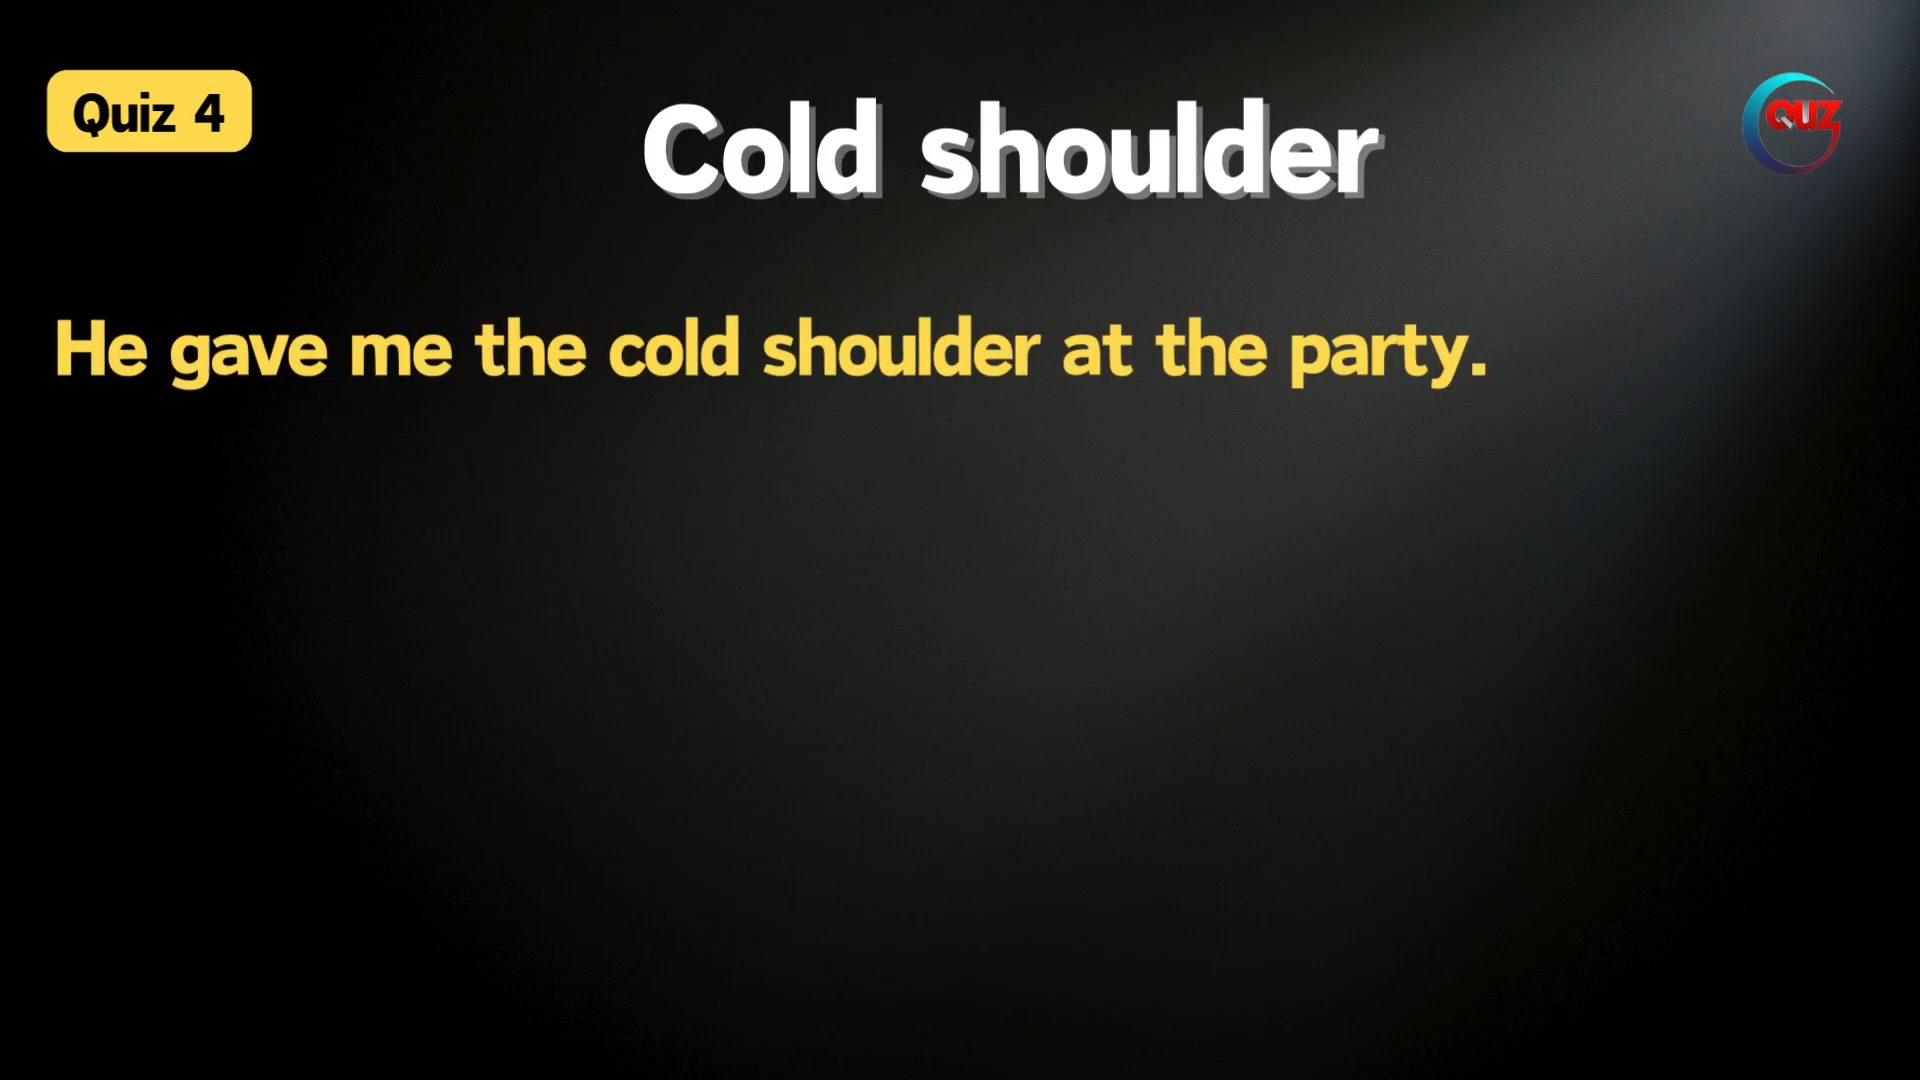 Quiz 4
Cold shoulder
QUZ
He gave me the cold shoulder at the party.